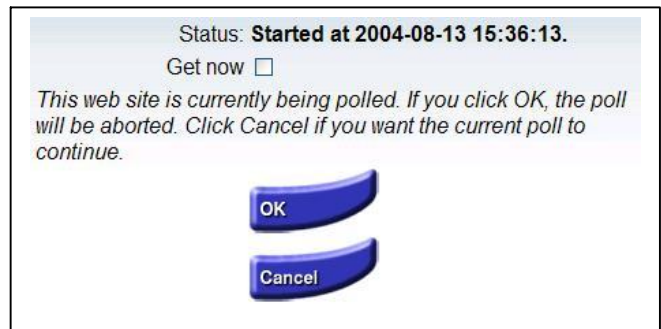 Status: Started at 2004-08-13 15:36:13.
Get now
This web site is currently being polled. If you click OK, the poll
will be aborted. Click Cancel if you want the current poll to
continue.
OK
Cancel